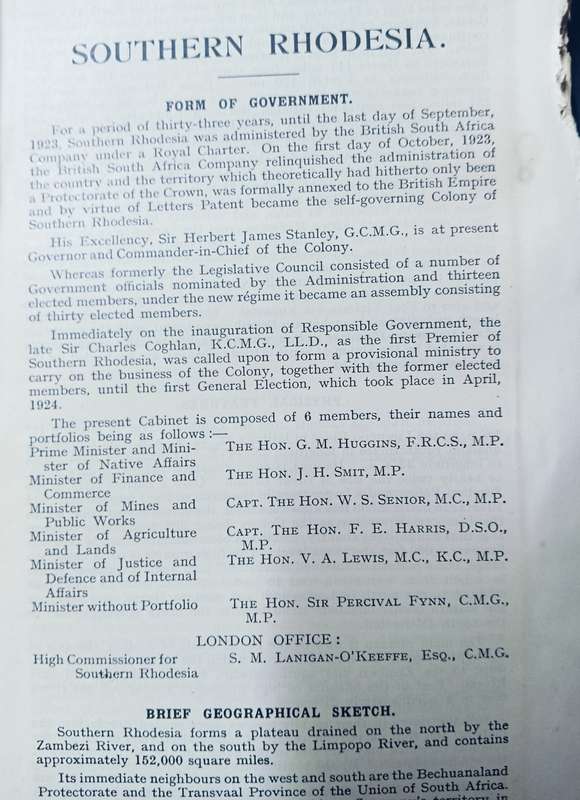 SOUTHERN RHODESIA.
FORM OF GOVERNMENT.
For a period of thirty-three years, until the last day of September,
1923, Southern Rhodesia was administered by the British South Africa
Company under a Royal Charter. On the first day of October, 1923,
the British South Africa Company relinquished the administration of
the country and the territory which theoretically had hitherto only been
a Protectorate of the Crown, was formally annexed to the British Empire
and by virtue of Letters Patent became the self-governing Colony of
Southern Rhodesia.
His Excellency, Sir Herbert James Stanley, G.C.M.G., is at present
Governor and Commander-in-Chief of the Colony.
Whereas formerly the Legislative Council consisted of a number of
Government officials nominated by the Administration and thirteen
elected members, under the new régime it became an assembly consisting
of thirty elected members.
Immediately on the inauguration of Responsible Government, the
late Sir Charles Coghlan, K.C.M.G., LL.D., as the first Premier of
Southern Rhodesia, was called upon to form a provisional ministry to
carry on the business of the Colony, together with the former elected
members, until the first General Election, which took place in April,
1924.
The present Cabinet is composed of 6 members, their names and
portfolios being as follows :—
Prime Minister and Mini- THE HON. G. M. HUGGINS, F.R.C.S., M.P.
ster of Native Affairs
Minister of Finance and THE HON. J. H. SMIT, M.P.
Commerce
Minister of Mines and CAPT. THE HON. W. S. SENIOR, M.C., M.P.
Public Works
Minister of Agriculture CAPT. THE HON. F. E. HARRIS, D.S.O.,
and Lands M.P.
Minister of Justice and THE HON. V. A. LEWIS, M.C., K.C., M.P.
Defence and of Internal
Affairs
Minister without Portfolio THE HON. SIR PERCIVAL FYNN, C.M.G.,
M.P.
LONDON OFFICE :
High Commissioner for S. M. LANIGAN-O'KEEFFE, ESQ., C.M.G.
Southern Rhodesia
BRIEF GEOGRAPHICAL SKETCH.
Southern Rhodesia forms a plateau drained on the north by the
Zambezi River, and on the south by the Limpopo River, and contains
approximately 152,000 square miles.
Its immediate neighbours on the west and south are the Bechuanaland
Protectorate and the Transvaal Province of the Union of South Africa.
territory in